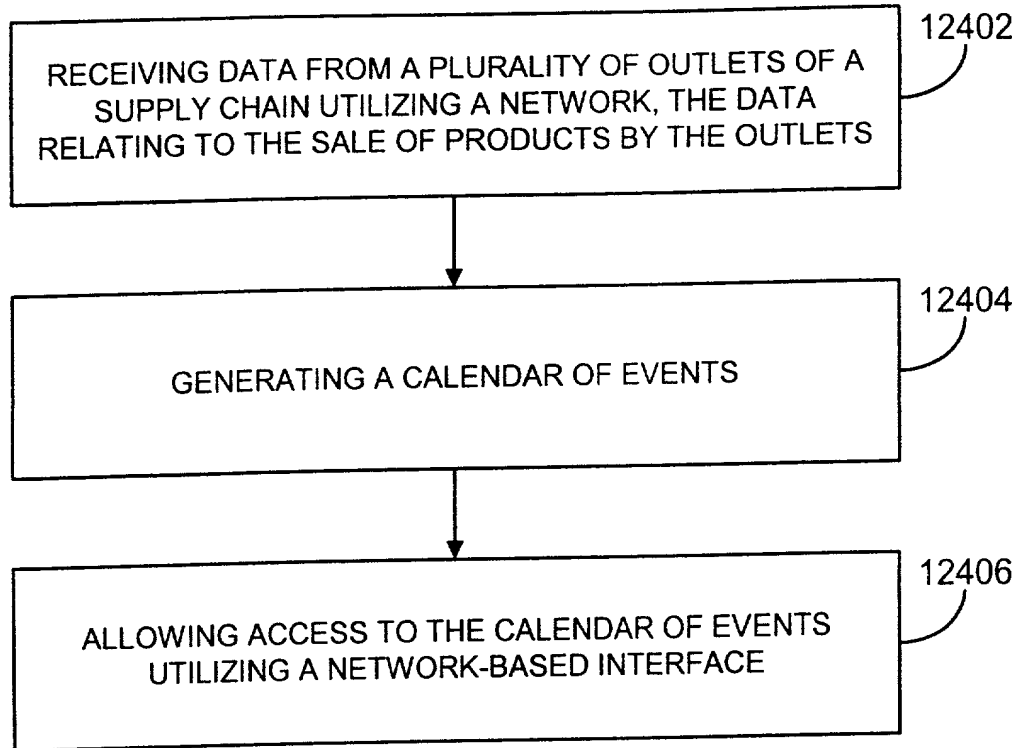 12402
RECEIVING DATA FROM A PLURALITY OF OUTLETS OF A
SUPPLY CHAIN UTILIZING A NETWORK, THE DATA
RELATING TO THE SALE OF PRODUCTS BY THE OUTLETS
12404
GENERATING A CALENDAR OF EVENTS
12406
ALLOWING ACCESS TO THE CALENDAR OF EVENTS
UTILIZING A NETWORK-BASED INTERFACE